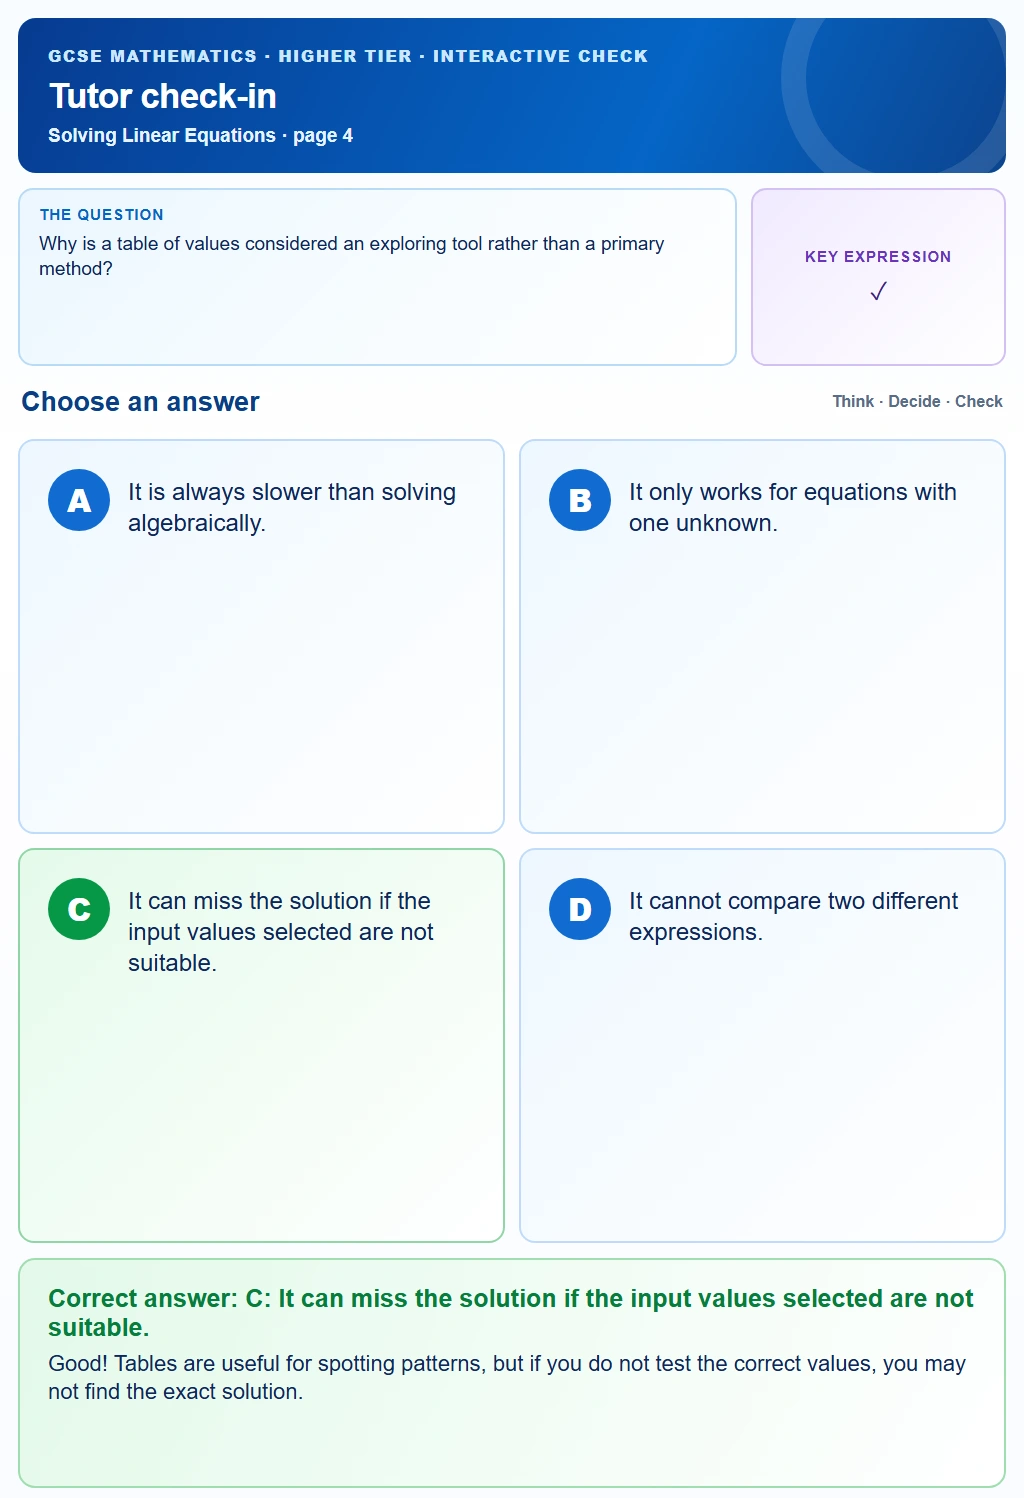 GCSE MATHEMATICS · HIGHER TIER · INTERACTIVE CHECK
Tutor check-in
Solving Linear Equations · page 4
THE QUESTION
Why is a table of values considered an exploring tool rather than a primary
method?
KEY EXPRESSION
✓
Choose an answer
Think · Decide · Check
A
It is always slower than solving
algebraically.
B
It only works for equations with
one unknown.
C
It can miss the solution if the
input values selected are not
suitable.
D
It cannot compare two different
expressions.
Correct answer: C: It can miss the solution if the input values selected are not
suitable.
Good! Tables are useful for spotting patterns, but if you do not test the correct values, you may
not find the exact solution.